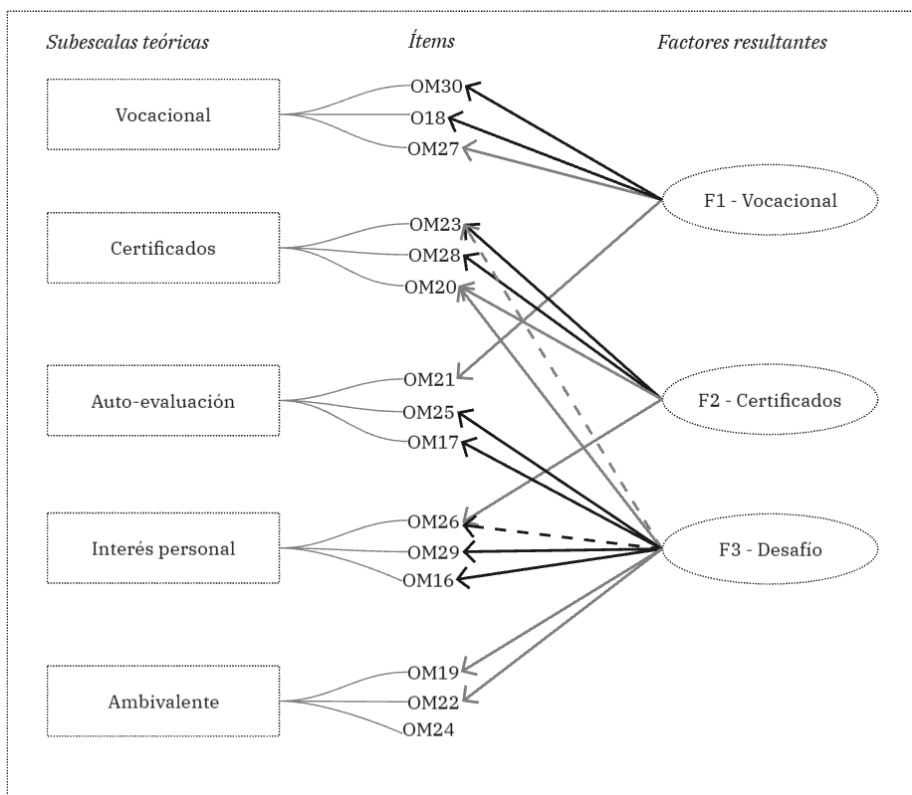 Subescalas teóricas
Ítems
Factores resultantes
Vocacional
OM30
O18
OM27
F1 - Vocacional
Certificados
OM23
OM28
OM20
Auto-evaluación
OM21
OM25
OM17
F2 - Certificados
Interés personal
OM26
OM29
OM16
F3 - Desafío
Ambivalente
OM19
OM22
OM24